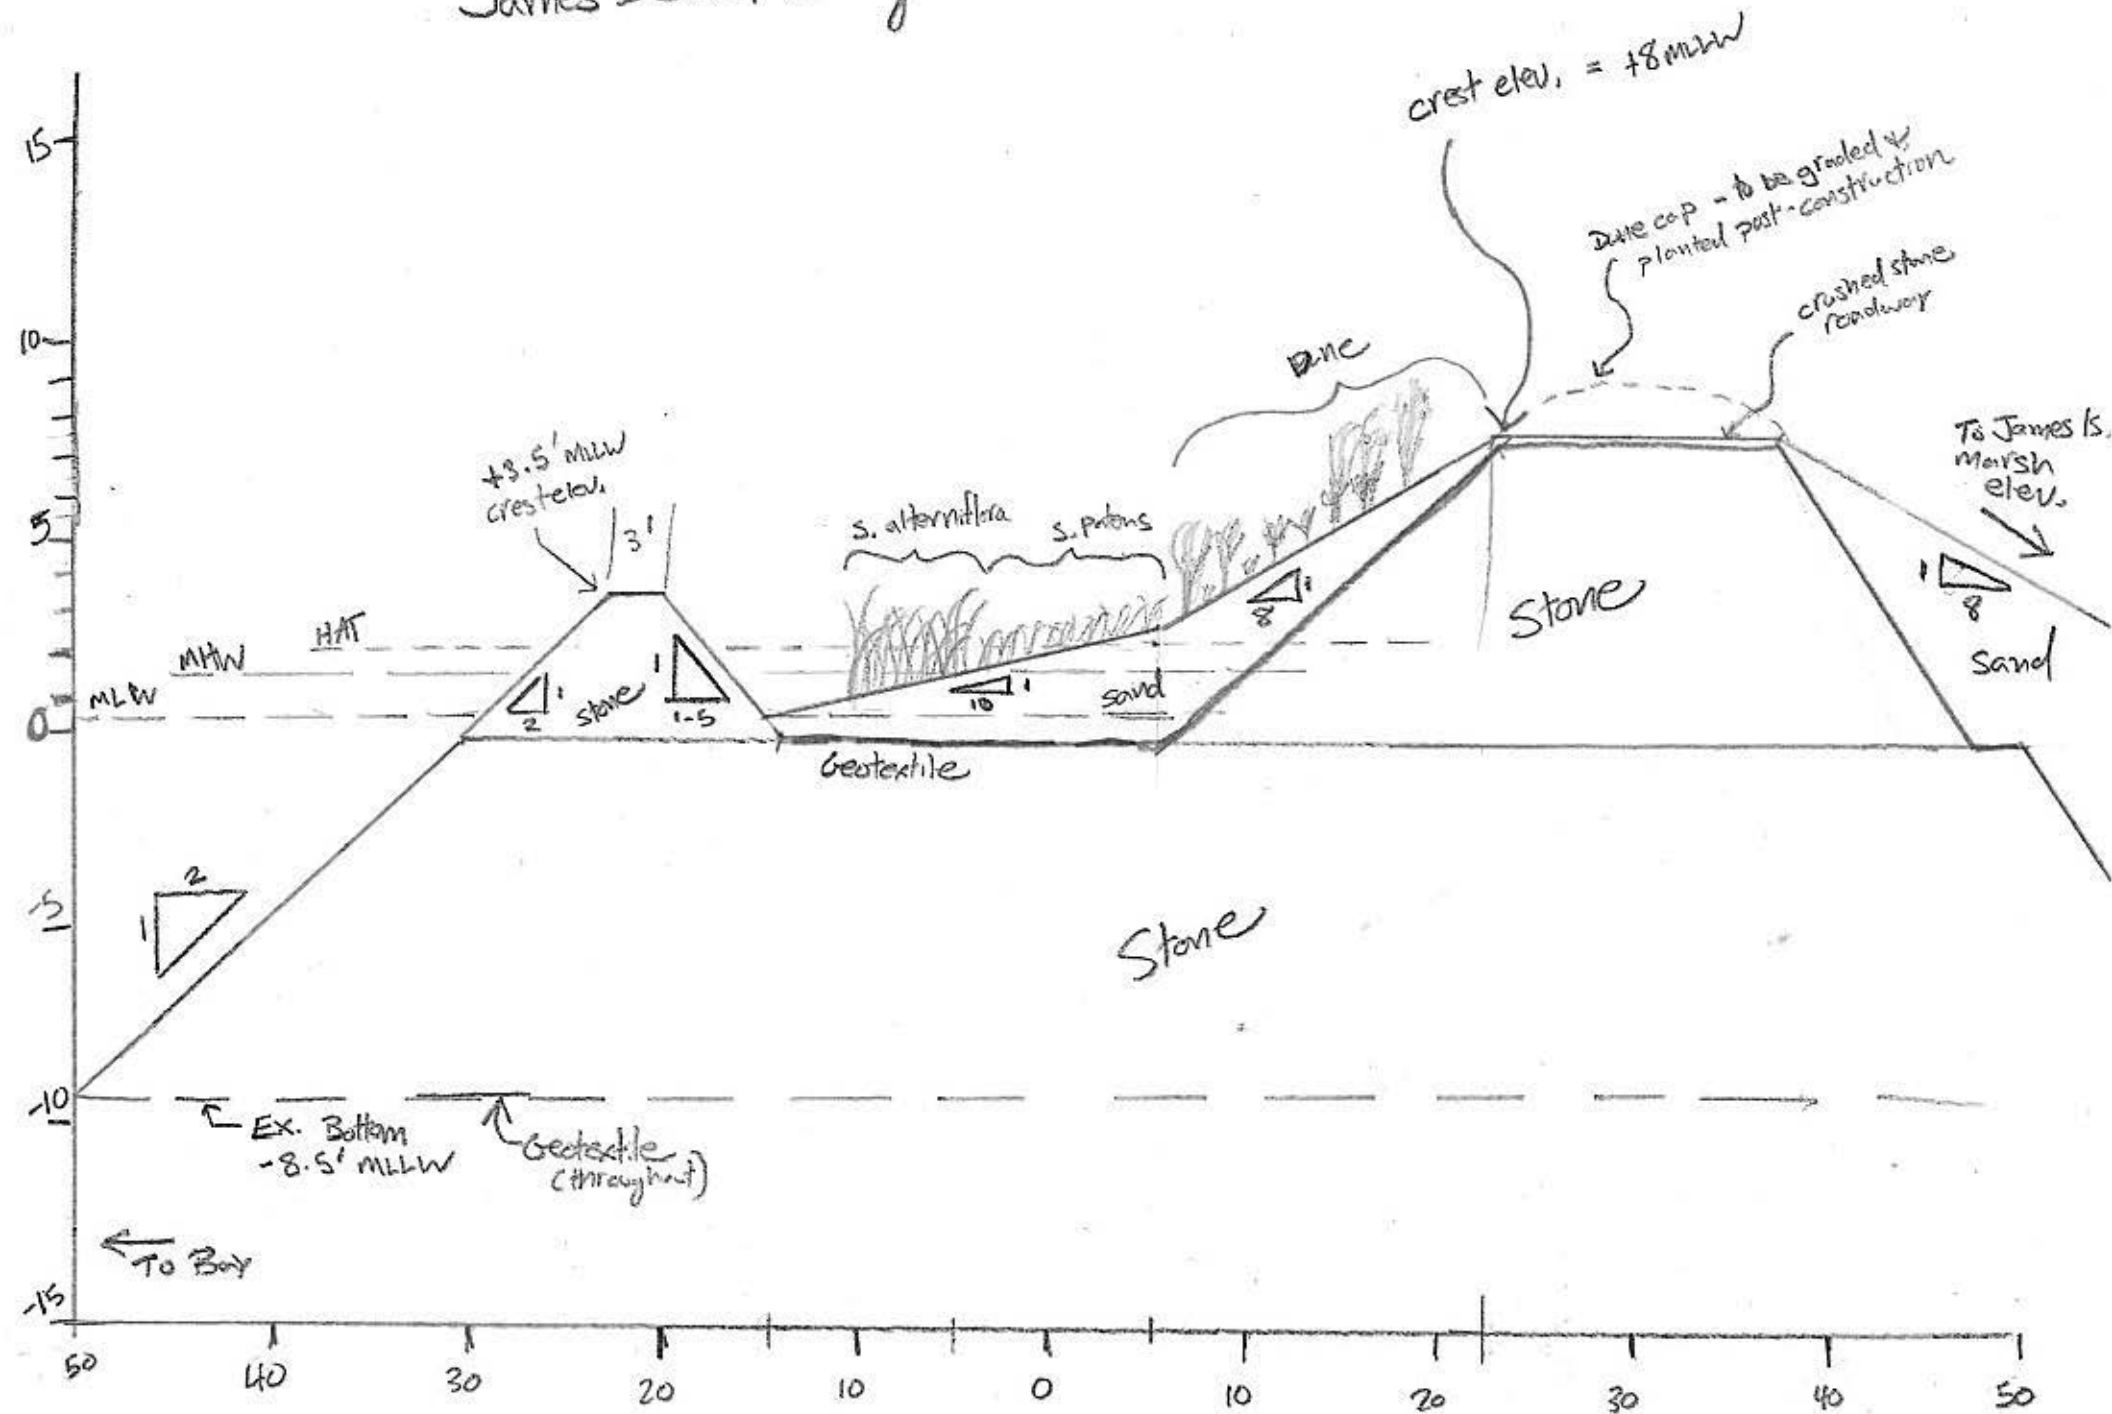 James
crest elev. = +8 MLLW
Dune cap - to be graded &
planted post-construction
crushed stone
roadway
Dune
To James Is.
Marsh
elev.
+3.5' MLLW
crest elev.
3'
S. alterniflora
S. patens
1
8
1
8
Stone
Sand
HAT
MHW
MLW
1
2
stone
1
1-5
1
10
sand
Geotextile
2
1
Stone
Ex. Bottom
-8.5' MLLW
Geotextile
(throughout)
To Bay
15
10
5
0
-5
-10
-15
50
40
30
20
10
0
10
20
30
40
50